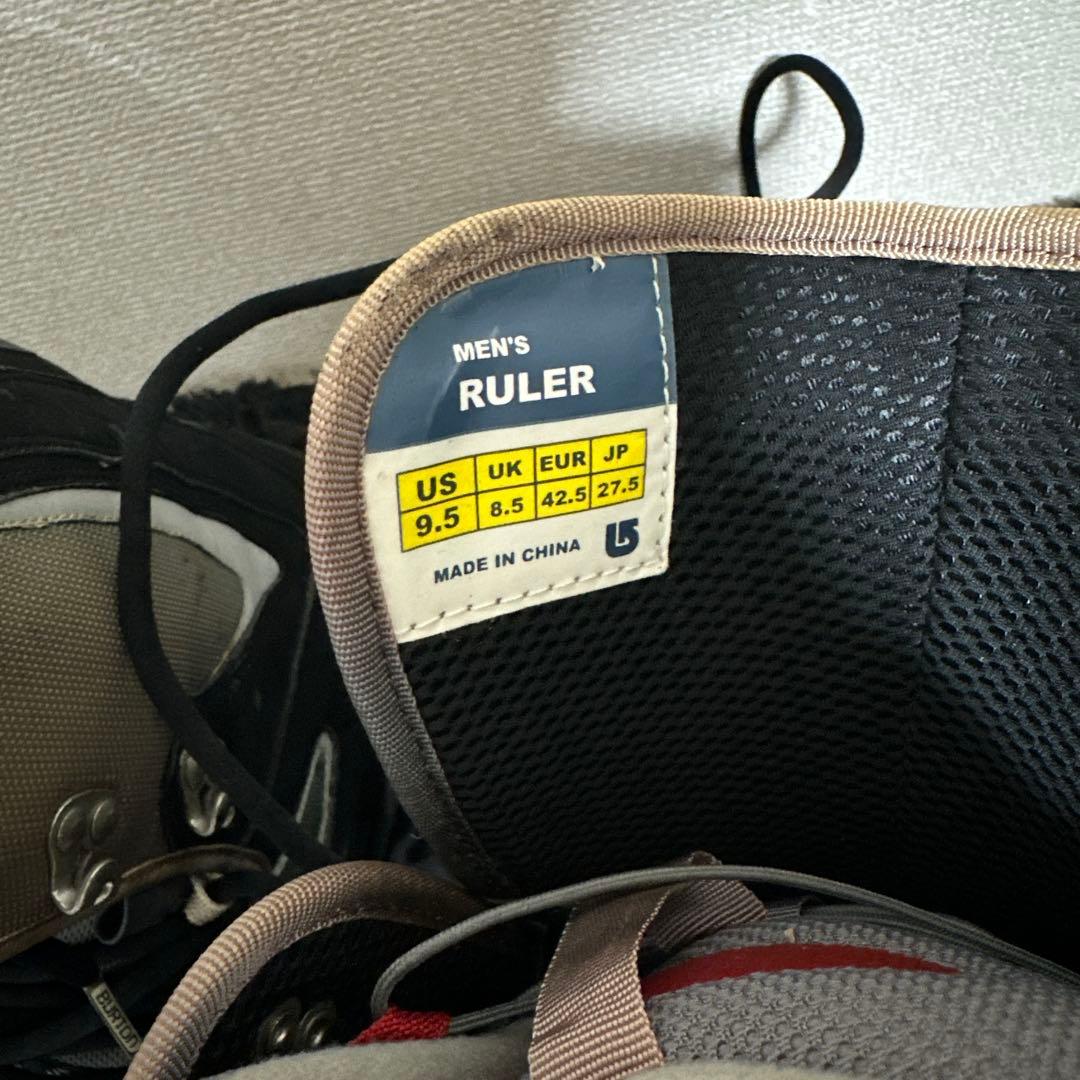 MEN'S
RULER
US UK EUR JP
9.5 8.5 42.5 27.5
MADE IN CHINA
BURTON